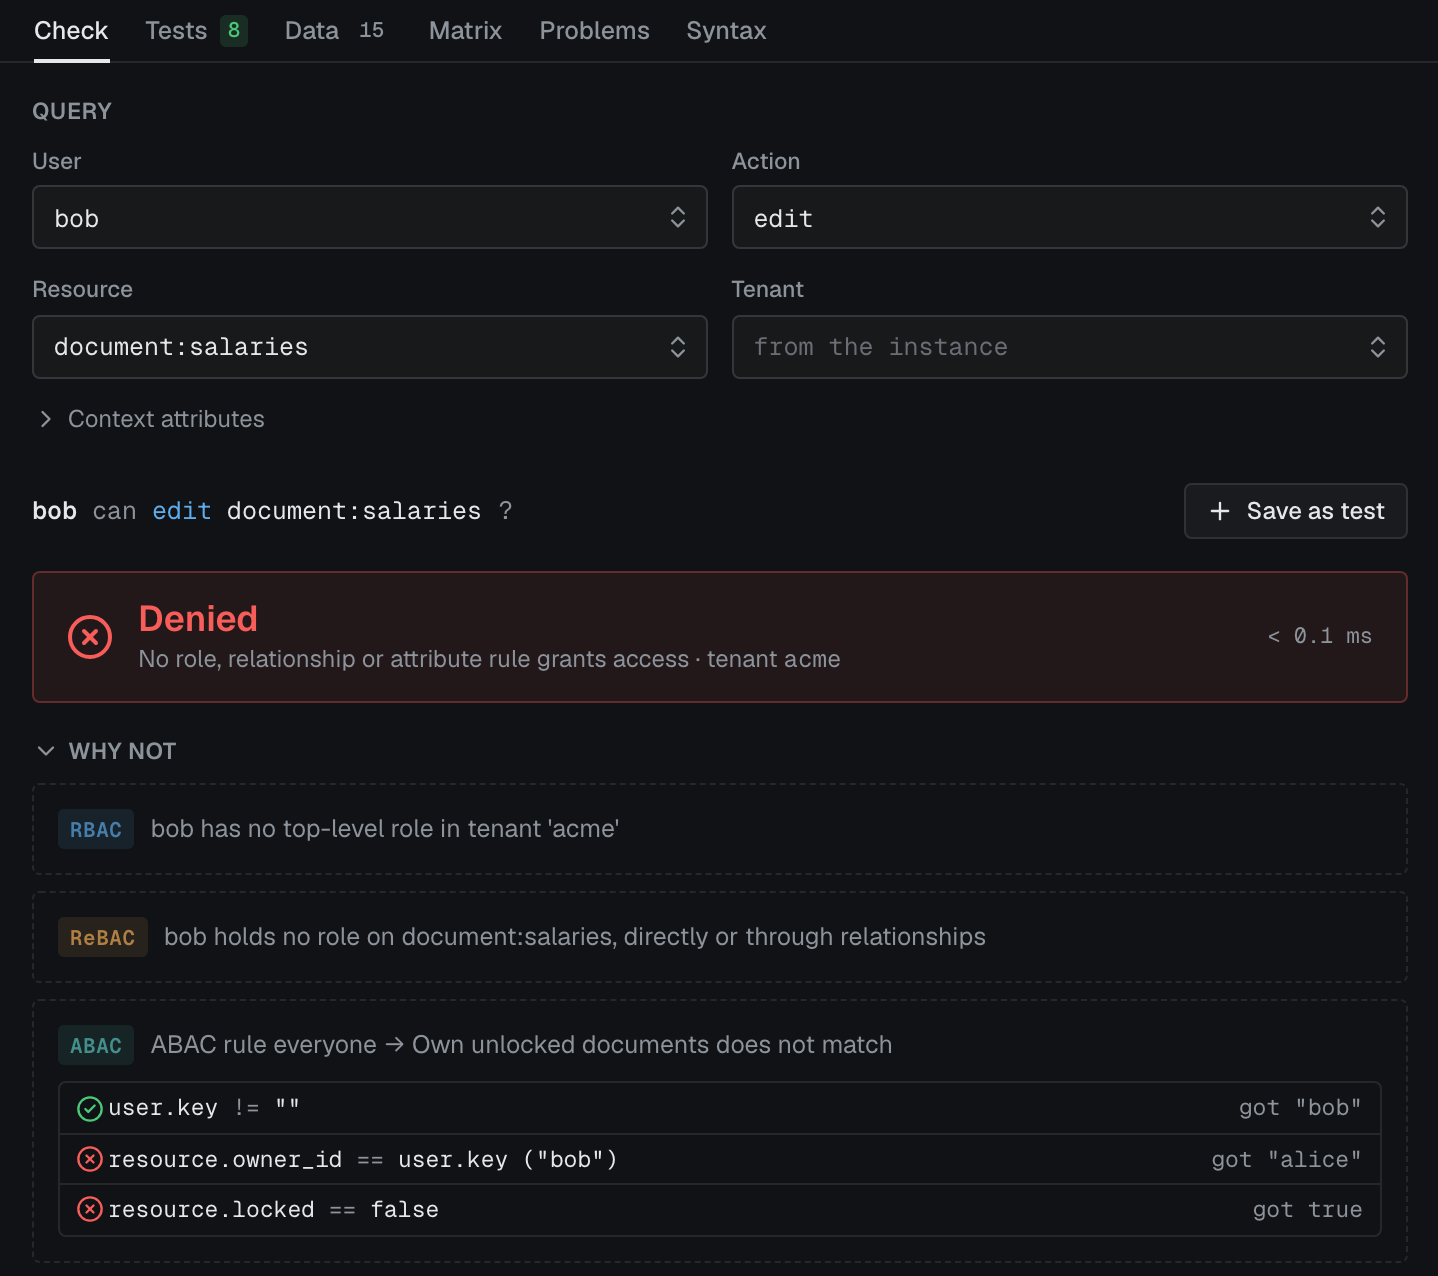 Check Tests 8 Data 15 Matrix Problems Syntax
QUERY
User
bob
Action
edit
Resource
document:salaries
Tenant
from the instance
Context attributes
bob can edit document:salaries ?
Save as test
Denied
No role, relationship or attribute rule grants access · tenant acme
< 0.1 ms
WHY NOT
RBAC bob has no top-level role in tenant 'acme'
ReBAC bob holds no role on document:salaries, directly or through relationships
ABAC ABAC rule everyone → Own unlocked documents does not match
user.key != "" got "bob"
resource.owner_id == user.key ("bob") got "alice"
resource.locked == false got true